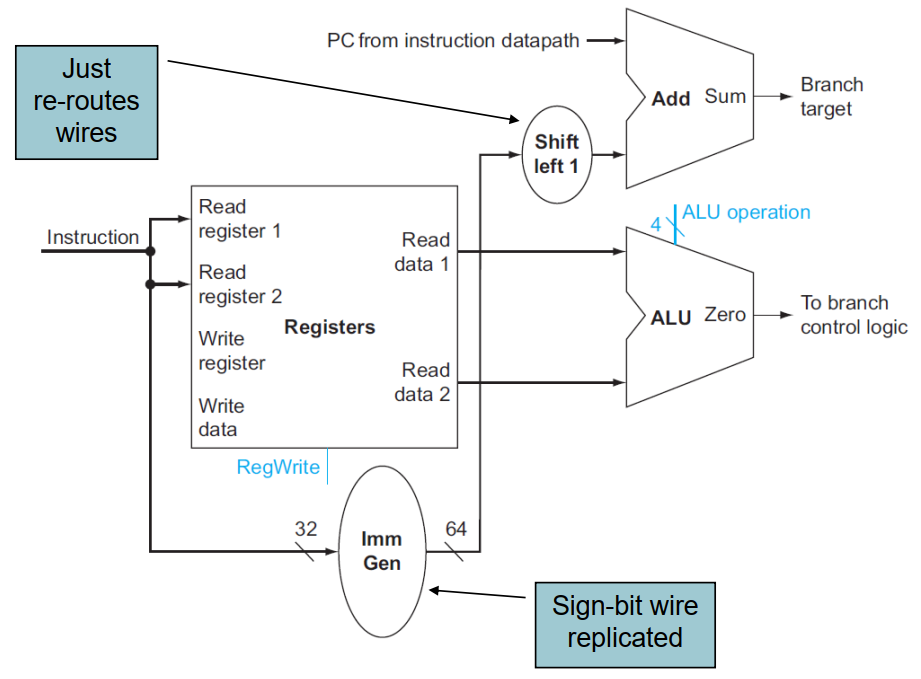 PC from instruction datapath
Just
re-routes
wires
Add Sum
Branch
target
Shift
left 1
4
ALU operation
Instruction
Read
register 1
Read
data 1
Read
register 2
Registers
ALU Zero
To branch
control logic
Write
register
Read
data 2
Write
data
RegWrite
32
Imm
Gen
64
Sign-bit wire
replicated